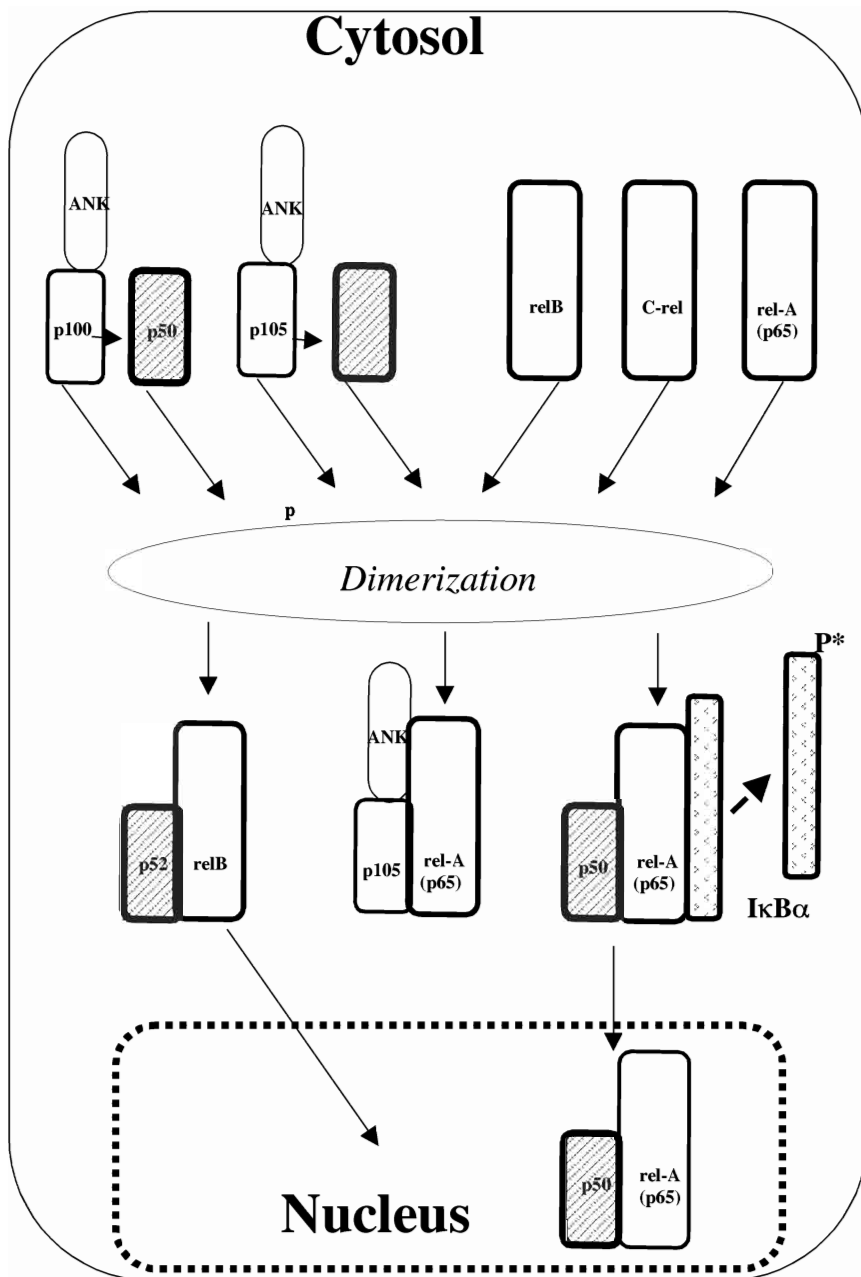 Cytosol
ANK
ANK
p100
p50
p105
relB
C-rel
rel-A
(p65)
p
Dimerization
P*
ANK
p52
relB
p105
rel-A
(p65)
p50
rel-A
(p65)
IκBα
p50
rel-A
(p65)
Nucleus